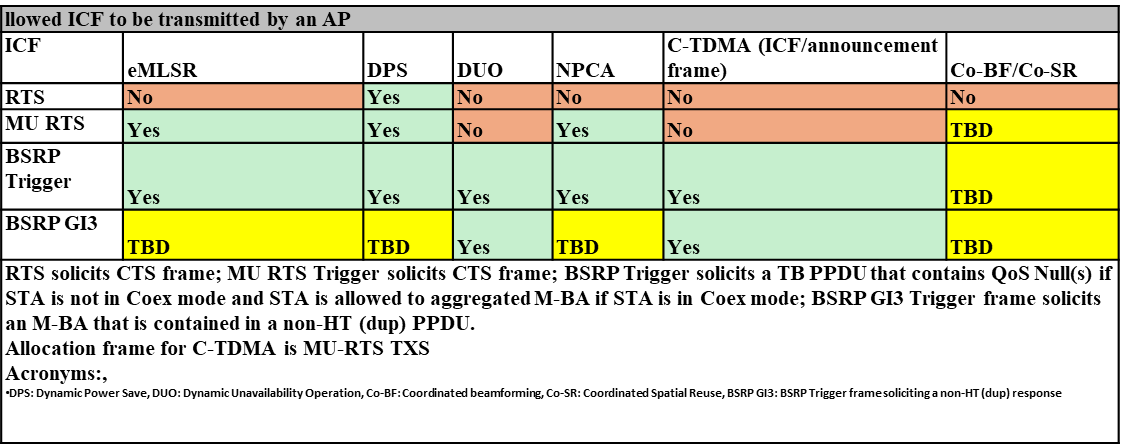 llowed ICF to be transmitted by an AP
ICF eMLSR DPS DUO NPCA C-TDMA (ICF/announcement frame) Co-BF/Co-SR
RTS No Yes No No No No
MU RTS Yes Yes No Yes No TBD
BSRP Trigger Yes Yes Yes Yes Yes TBD
BSRP GI3 TBD TBD Yes TBD Yes TBD
RTS solicits CTS frame; MU RTS Trigger solicits CTS frame; BSRP Trigger solicits a TB PPDU that contains QoS Null(s) if
STA is not in Coex mode and STA is allowed to aggregated M-BA if STA is in Coex mode; BSRP GI3 Trigger frame solicits
an M-BA that is contained in a non-HT (dup) PPDU.
Allocation frame for C-TDMA is MU-RTS TXS
Acronyms:,
•DPS: Dynamic Power Save, DUO: Dynamic Unavailability Operation, Co-BF: Coordinated beamforming, Co-SR: Coordinated Spatial Reuse, BSRP GI3: BSRP Trigger frame soliciting a non-HT (dup) response